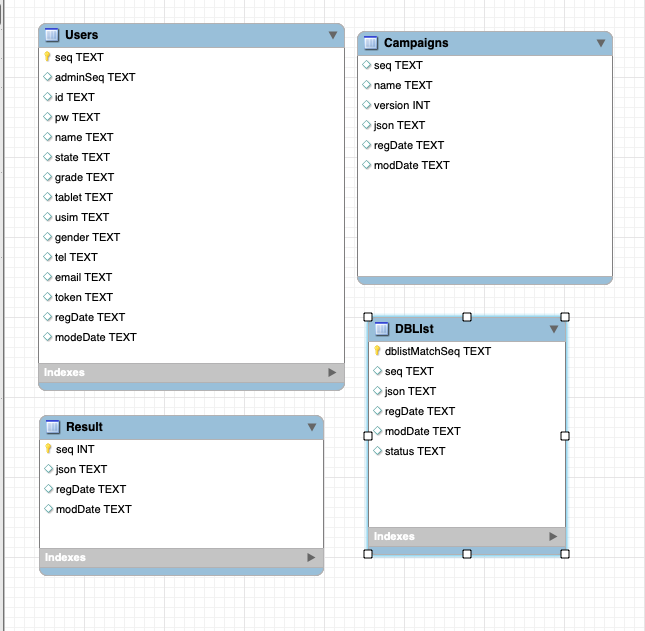 Users
seq TEXT
adminSeq TEXT
id TEXT
pw TEXT
name TEXT
state TEXT
grade TEXT
tablet TEXT
usim TEXT
gender TEXT
tel TEXT
email TEXT
token TEXT
regDate TEXT
modeDate TEXT
Indexes
Campaigns
seq TEXT
name TEXT
version INT
json TEXT
regDate TEXT
modDate TEXT
Result
seq INT
json TEXT
regDate TEXT
modDate TEXT
Indexes
DBLIst
dblistMatchSeq TEXT
seq TEXT
json TEXT
regDate TEXT
modDate TEXT
status TEXT
Indexes